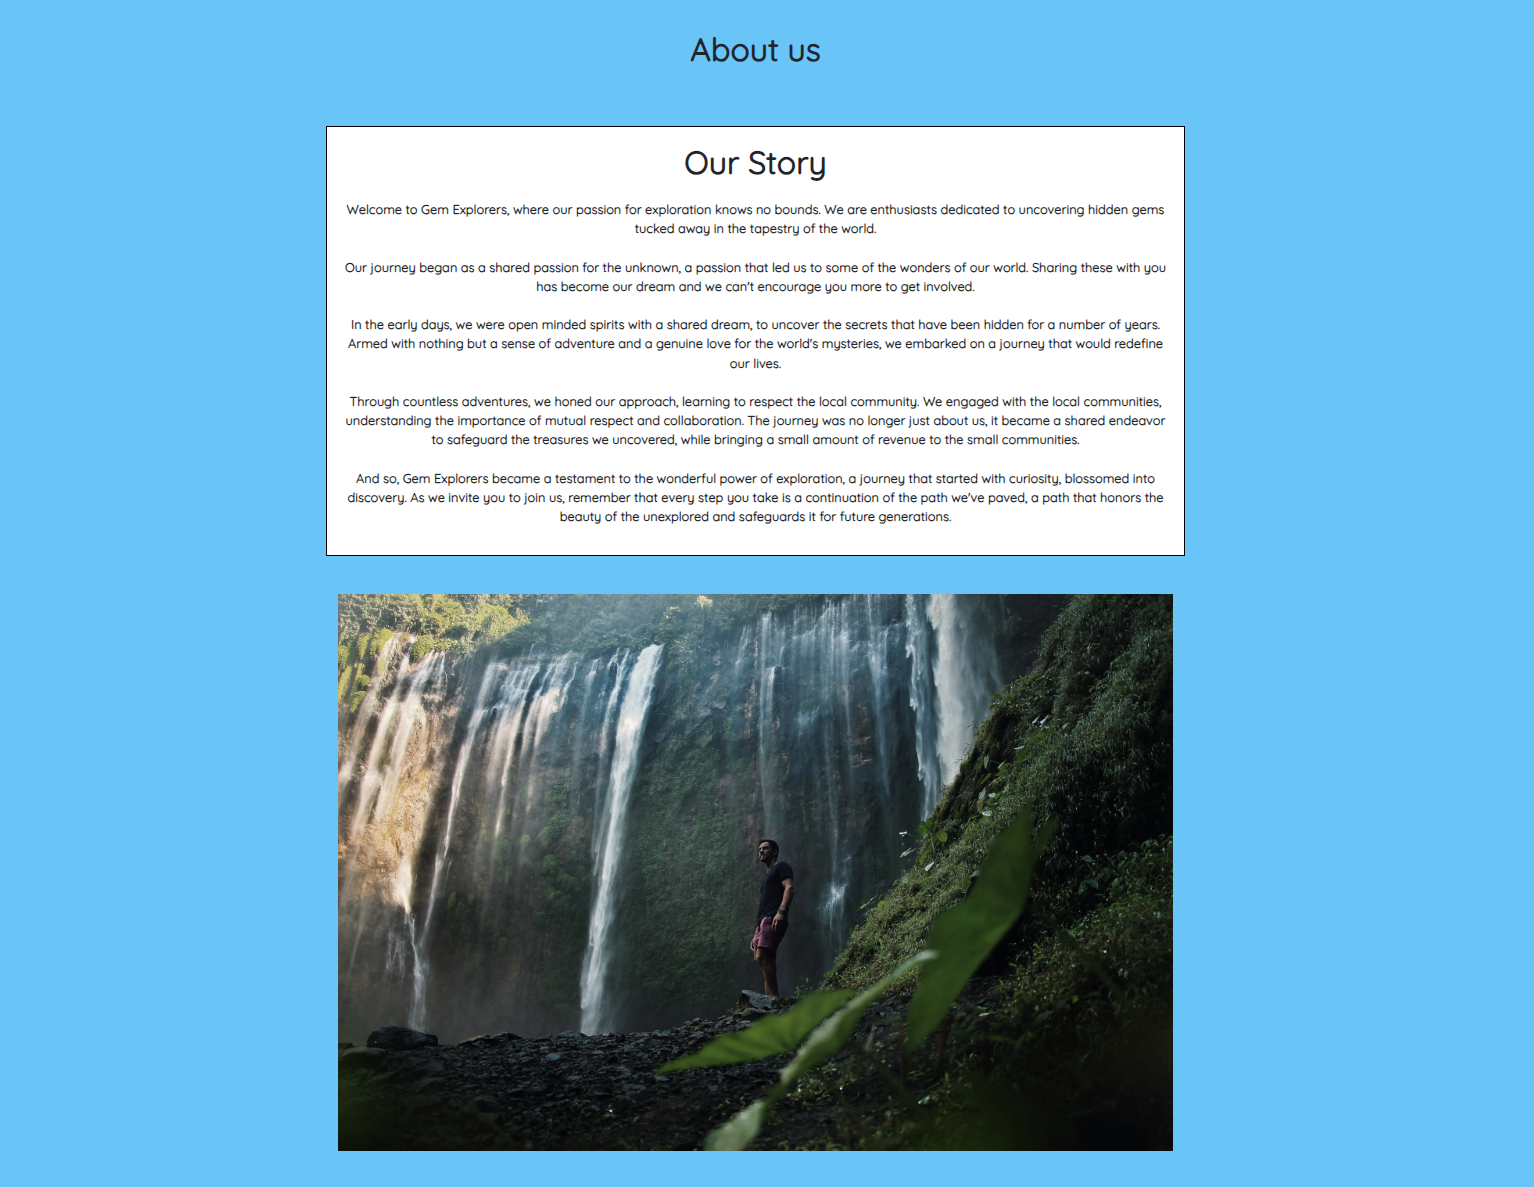 About us
Our Story
Welcome to Gem Explorers, where our passion for exploration knows no bounds. We are enthusiasts dedicated to uncovering hidden gems
tucked away in the tapestry of the world.
Our journey began as a shared passion for the unknown, a passion that led us to some of the wonders of our world. Sharing these with you
has become our dream and we can't encourage you more to get involved.
In the early days, we were open minded spirits with a shared dream, to uncover the secrets that have been hidden for a number of years.
Armed with nothing but a sense of adventure and a genuine love for the world's mysteries, we embarked on a journey that would redefine
our lives.
Through countless adventures, we honed our approach, learning to respect the local community. We engaged with the local communities,
understanding the importance of mutual respect and collaboration. The journey was no longer just about us, it became a shared endeavor
to safeguard the treasures we uncovered, while bringing a small amount of revenue to the small communities.
And so, Gem Explorers became a testament to the wonderful power of exploration, a journey that started with curiosity, blossomed into
discovery. As we invite you to join us, remember that every step you take is a continuation of the path we've paved, a path that honors the
beauty of the unexplored and safeguards it for future generations.